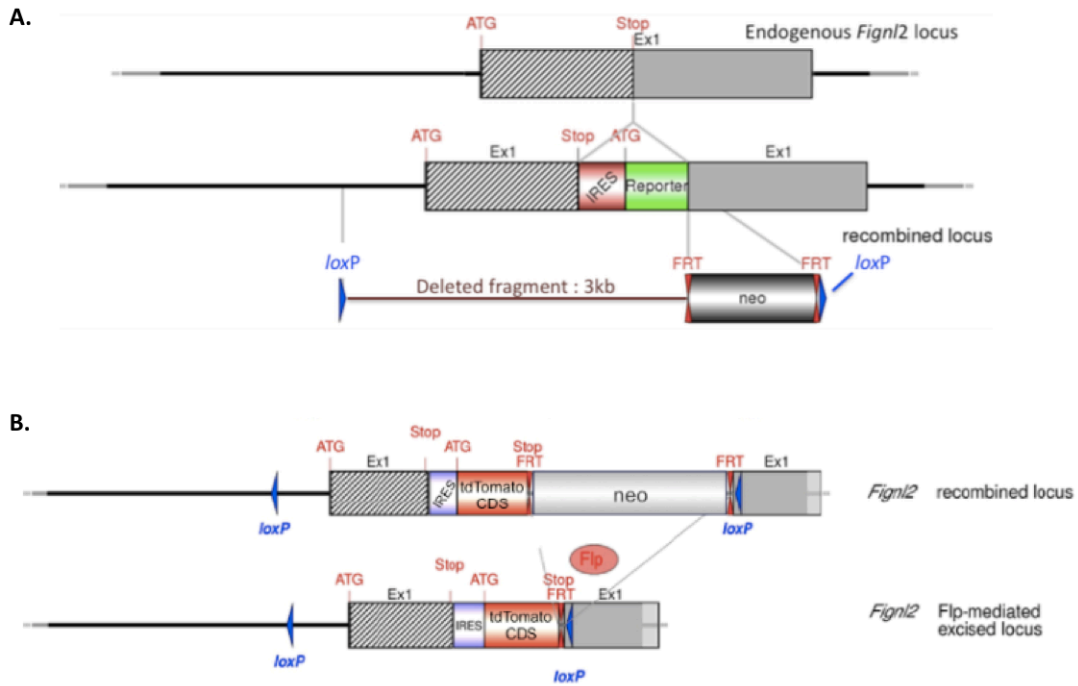 A.
ATG Stop
Ex1 Endogenous Fignl2 locus
ATG Ex1 Stop ATG Ex1
IRES Reporter
recombined locus
loxP FRT FRT loxP
Deleted fragment : 3kb
neo
B.
ATG Ex1 Stop ATG Stop
FRT FRT Ex1
IRES tdTomato
CDS neo Fignl2 recombined locus
loxP loxP
Flp
ATG Ex1 Stop ATG Stop
FRT Ex1
IRES tdTomato
CDS Fignl2 Flp-mediated
excised locus
loxP loxP